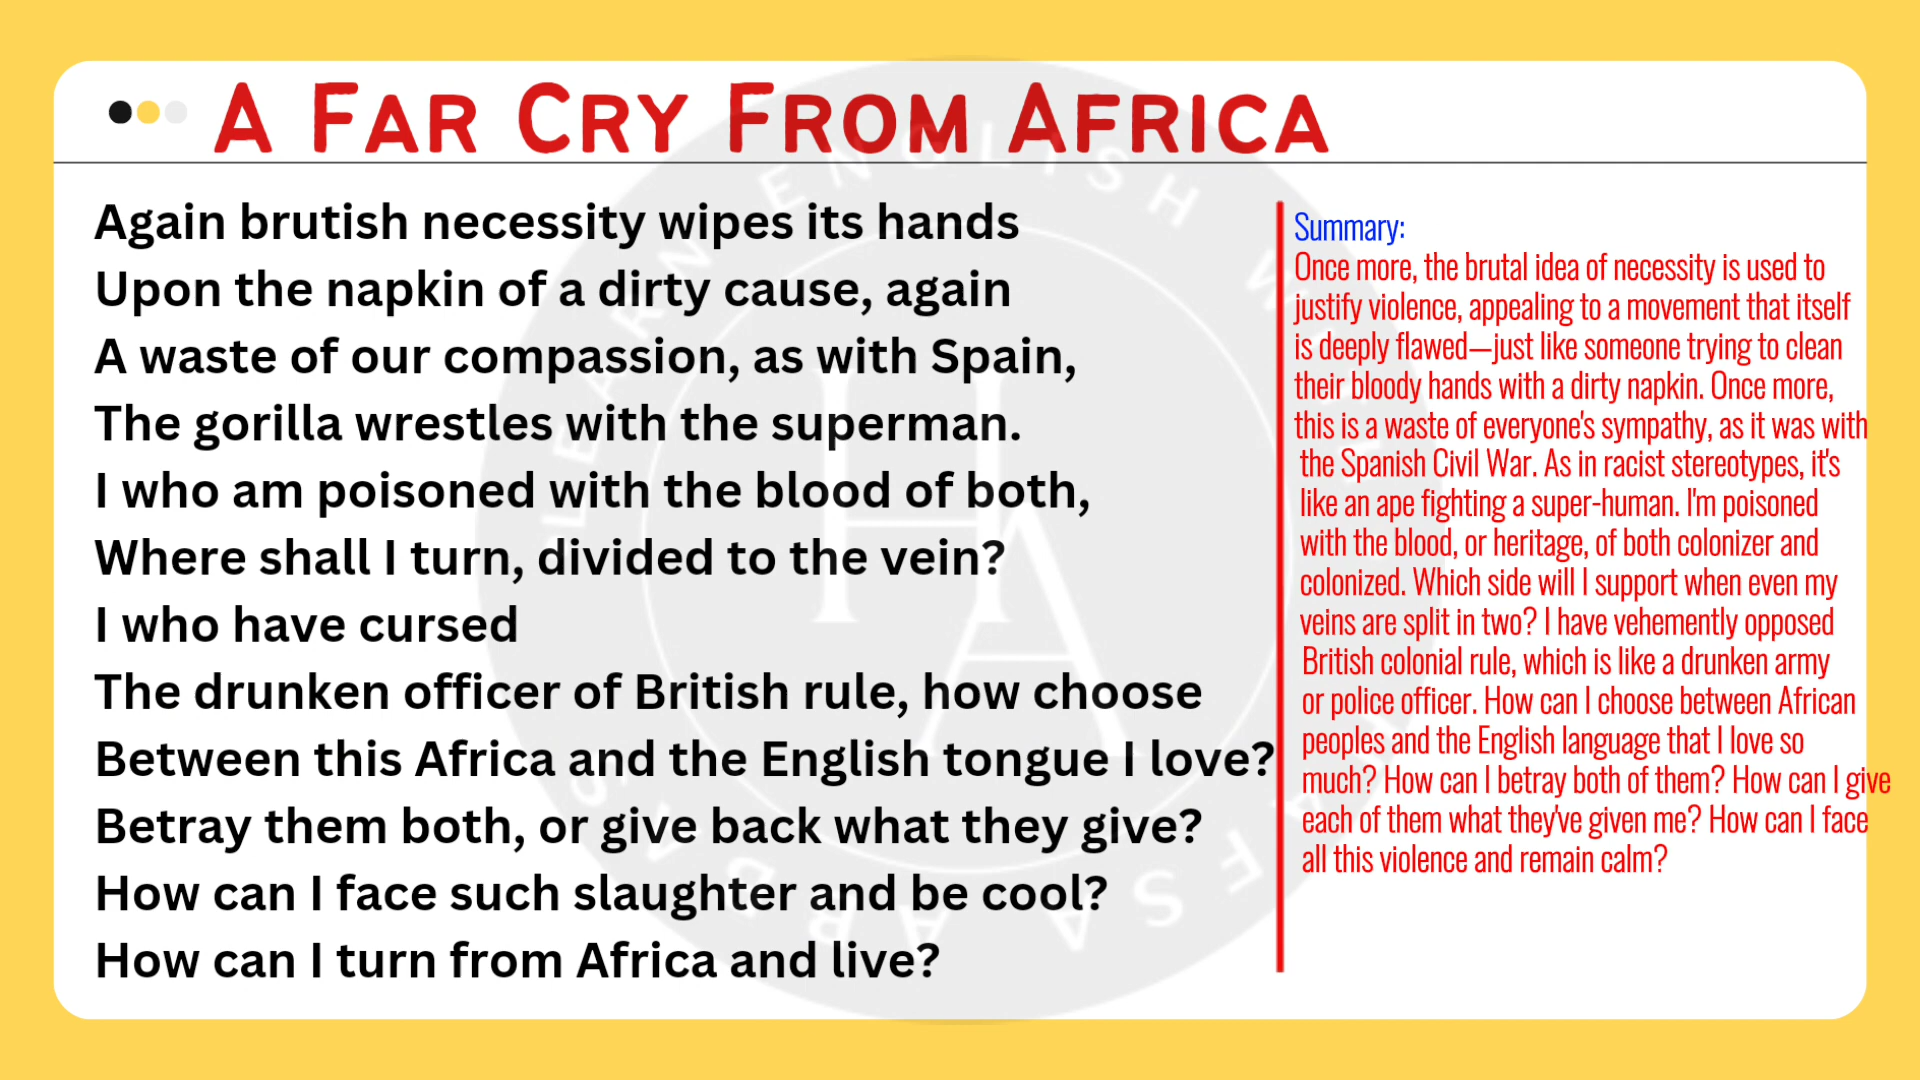 A FAR CRY FROM AFRICA
Again brutish necessity wipes its hands
Upon the napkin of a dirty cause, again
A waste of our compassion, as with Spain,
The gorilla wrestles with the superman.
I who am poisoned with the blood of both,
Where shall I turn, divided to the vein?
I who have cursed
The drunken officer of British rule, how choose
Between this Africa and the English tongue I love?
Betray them both, or give back what they give?
How can I face such slaughter and be cool?
How can I turn from Africa and live?
Summary:
Once more, the brutal idea of necessity is used to
justify violence, appealing to a movement that itself
is deeply flawed—just like someone trying to clean
their bloody hands with a dirty napkin. Once more,
this is a waste of everyone's sympathy, as it was with
the Spanish Civil War. As in racist stereotypes, it's
like an ape fighting a super-human. I'm poisoned
with the blood, or heritage, of both colonizer and
colonized. Which side will I support when even my
veins are split in two? I have vehemently opposed
British colonial rule, which is like a drunken army
or police officer. How can I choose between African
peoples and the English language that I love so
much? How can I betray both of them? How can I give
each of them what they've given me? How can I face
all this violence and remain calm?
LEARN ENGLISH
HA